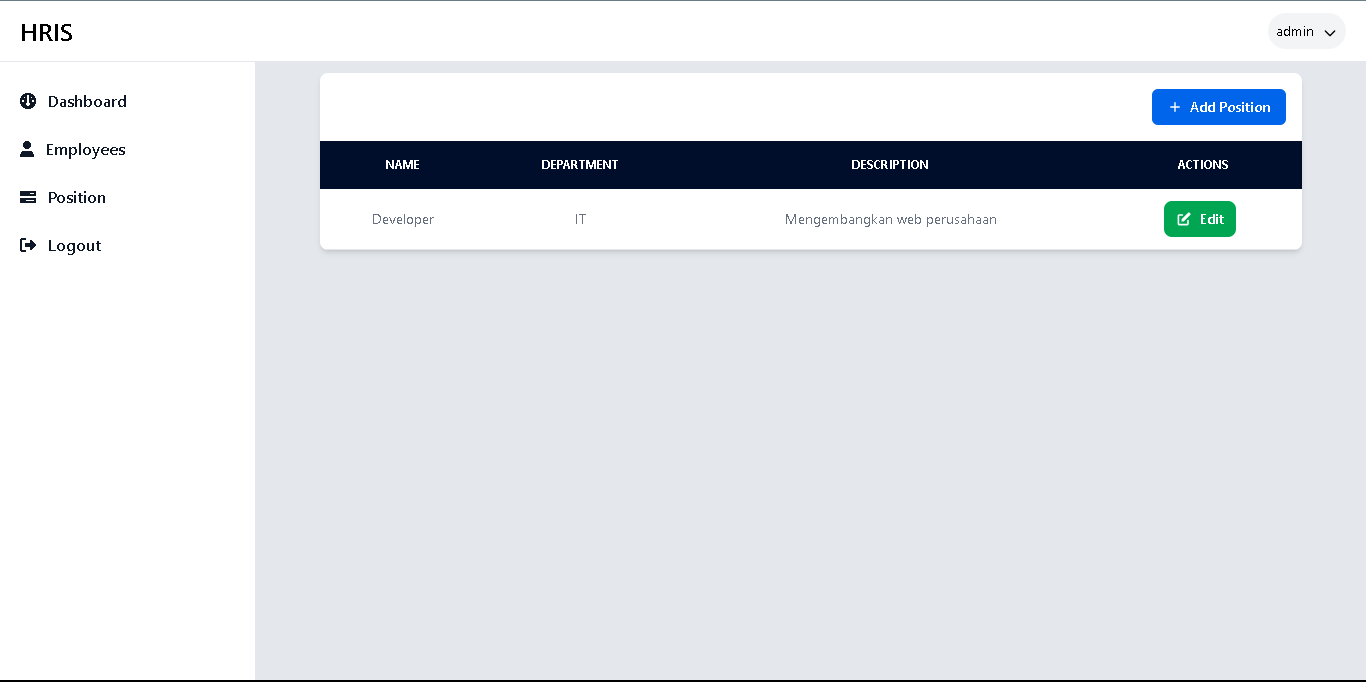 HRIS
admin
Dashboard
Employees
Position
Logout
Add Position
NAME DEPARTMENT DESCRIPTION ACTIONS
Developer IT Mengembangkan web perusahaan Edit